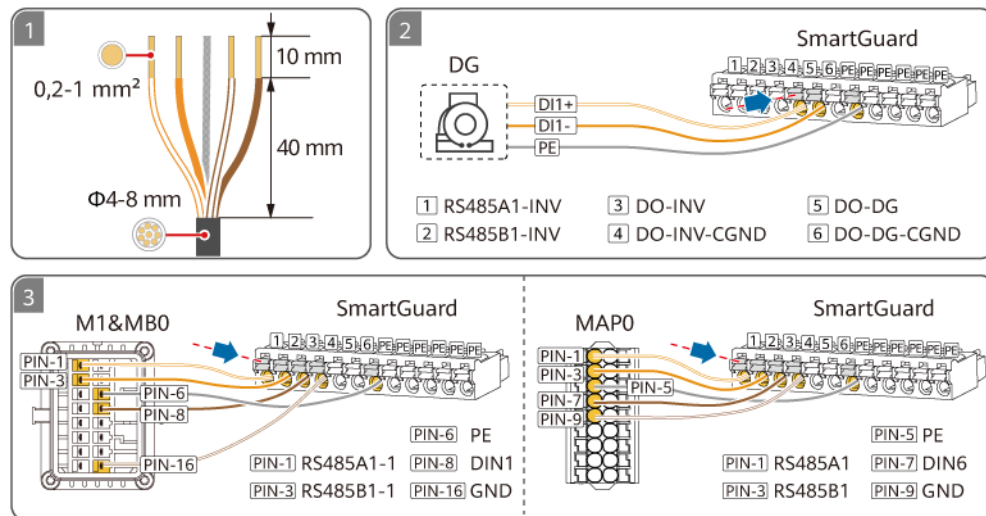 1
10 mm
0,2-1 mm²
40 mm
Φ4-8 mm
2
SmartGuard
DG
1 2 3 4 5 6 PE PE PE PE PE PE
DI1+
DI1-
PE
1 RS485A1-INV 3 DO-INV 5 DO-DG
2 RS485B1-INV 4 DO-INV-CGND 6 DO-DG-CGND
3
M1&MB0
SmartGuard
1 2 3 4 5 6 PE PE PE PE PE PE
PIN-1
PIN-3
PIN-6
PIN-8
PIN-16
PIN-6 PE
PIN-1 RS485A1-1 PIN-8 DIN1
PIN-3 RS485B1-1 PIN-16 GND
MAP0
SmartGuard
1 2 3 4 5 6 PE PE PE PE PE PE
PIN-1
PIN-3
PIN-5
PIN-7
PIN-9
PIN-5 PE
PIN-1 RS485A1 PIN-7 DIN6
PIN-3 RS485B1 PIN-9 GND